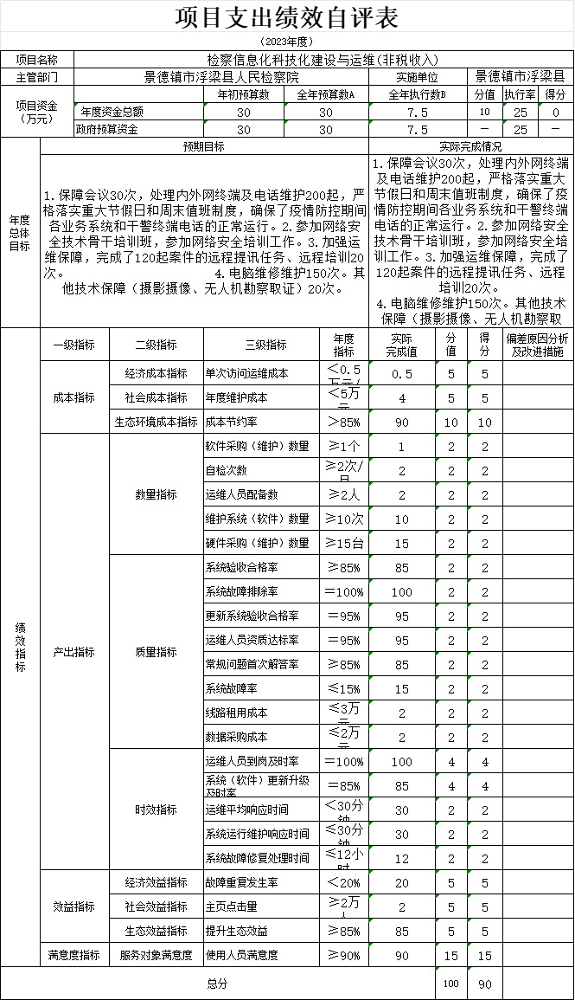 项目支出绩效自评表
（2023年度）
项目名称 检察信息化科技化建设与运维(非税收入)
主管部门 景德镇市浮梁县人民检察院 实施单位 景德镇市浮梁县
项目资金（万元） 年初预算数 全年预算数A 全年执行数B 分值 执行率 得分
年度资金总额 30 30 7.5 10 25 0
政府预算资金 30 30 7.5 — 25 —
年度总体目标 预期目标 实际完成情况
1.保障会议30次，处理内外网终端及电话维护200起，严
格落实重大节假日和周末值班制度，确保了疫情防控期间
各业务系统和干警终端电话的正常运行。2.参加网络安
全技术骨干培训班，参加网络安全培训工作。3.加强运
维保障，完成了120起案件的远程提讯任务、远程培训20
次。 4.电脑维修维护150次。其
他技术保障（摄影摄像、无人机勘察取证）20次。
1.保障会议30次，处理内外网终端
及电话维护200起，严格落实重大
节假日和周末值班制度，确保了疫
情防控期间各业务系统和干警终端
电话的正常运行。2.参加网络安全
技术骨干培训班，参加网络安全培
训工作。3.加强运维保障，完成了
120起案件的远程提讯任务、远程
培训20次。
4.电脑维修维护150次。其他技术
保障（摄影摄像、无人机勘察取
绩效指标 一级指标 二级指标 三级指标 年度指标 实际完成值 分值 得分 偏差原因分析及改进措施
成本指标 经济成本指标 单次访问运维成本 ＜0.5万元/ 0.5 5 5
社会成本指标 年度维护成本 ＜5万元 4 5 5
生态环境成本指标 成本节约率 ＞85% 90 10 10
产出指标 数量指标 软件采购（维护）数量 ≥1个 1 2 2
自检次数 ≥2次/月 2 2 2
运维人员配备数 ≥2人 2 2 2
维护系统（软件）数量 ≥10次 10 2 2
硬件采购（维护）数量 ≥15台 15 2 2
质量指标 系统验收合格率 ≥85% 85 2 2
系统故障排除率 ＝100% 100 2 2
更新系统验收合格率 ＝95% 95 2 2
运维人员资质达标率 ＝95% 95 2 2
常规问题首次解答率 ≥85% 85 2 2
系统故障率 ≤15% 15 2 2
线路租用成本 ≤3万元 2 2 2
数据采购成本 ≤2万元 2 2 2
时效指标 运维人员到岗及时率 ＝100% 100 4 4
系统（软件）更新升级及时率 ＝85% 85 4 4
运维平均响应时间 ＜30分钟 30 2 2
系统运行维护响应时间 ≤30分钟 30 2 2
系统故障修复处理时间 ≤12小时 12 2 2
效益指标 经济效益指标 故障重复发生率 ＜20% 20 5 5
社会效益指标 主页点击量 ≥2万 2 5 5
生态效益指标 提升生态效益 ≥85% 85 5 5
满意度指标 服务对象满意度 使用人员满意度 ≥90% 90 15 15
总分 100 90